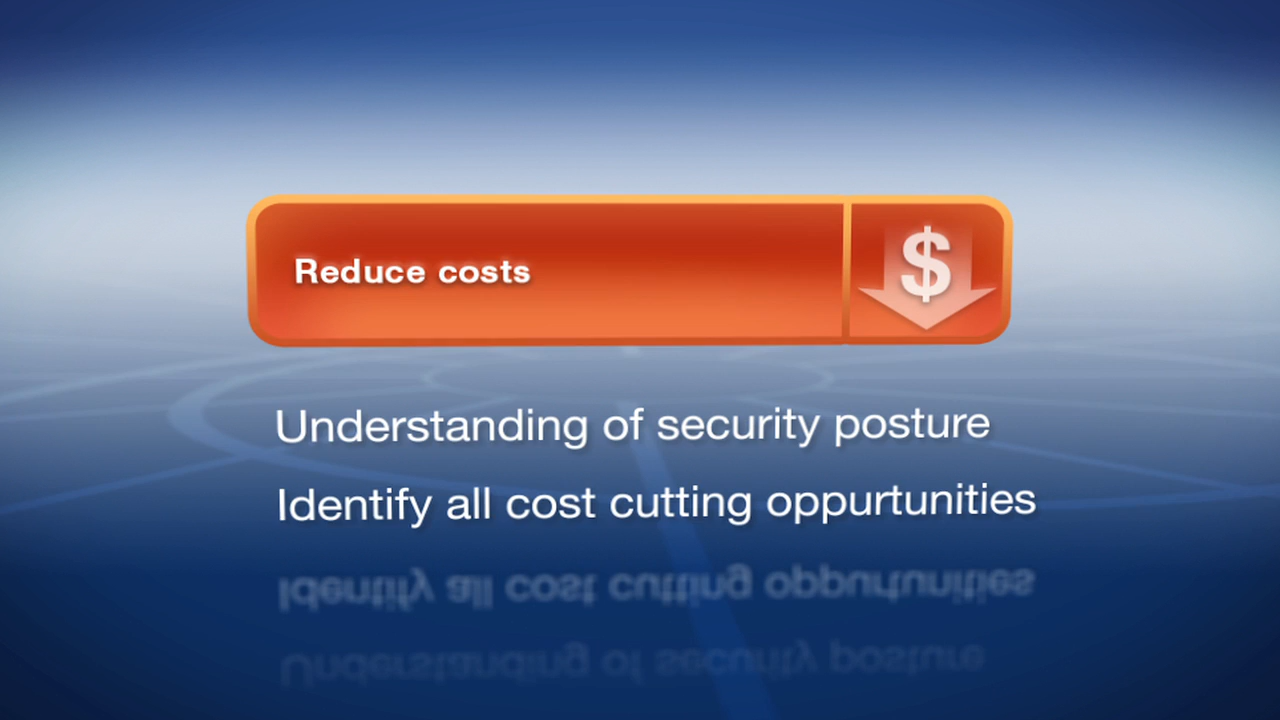 Reduce costs
$
Understanding of security posture
Identify all cost cutting oppurtunities